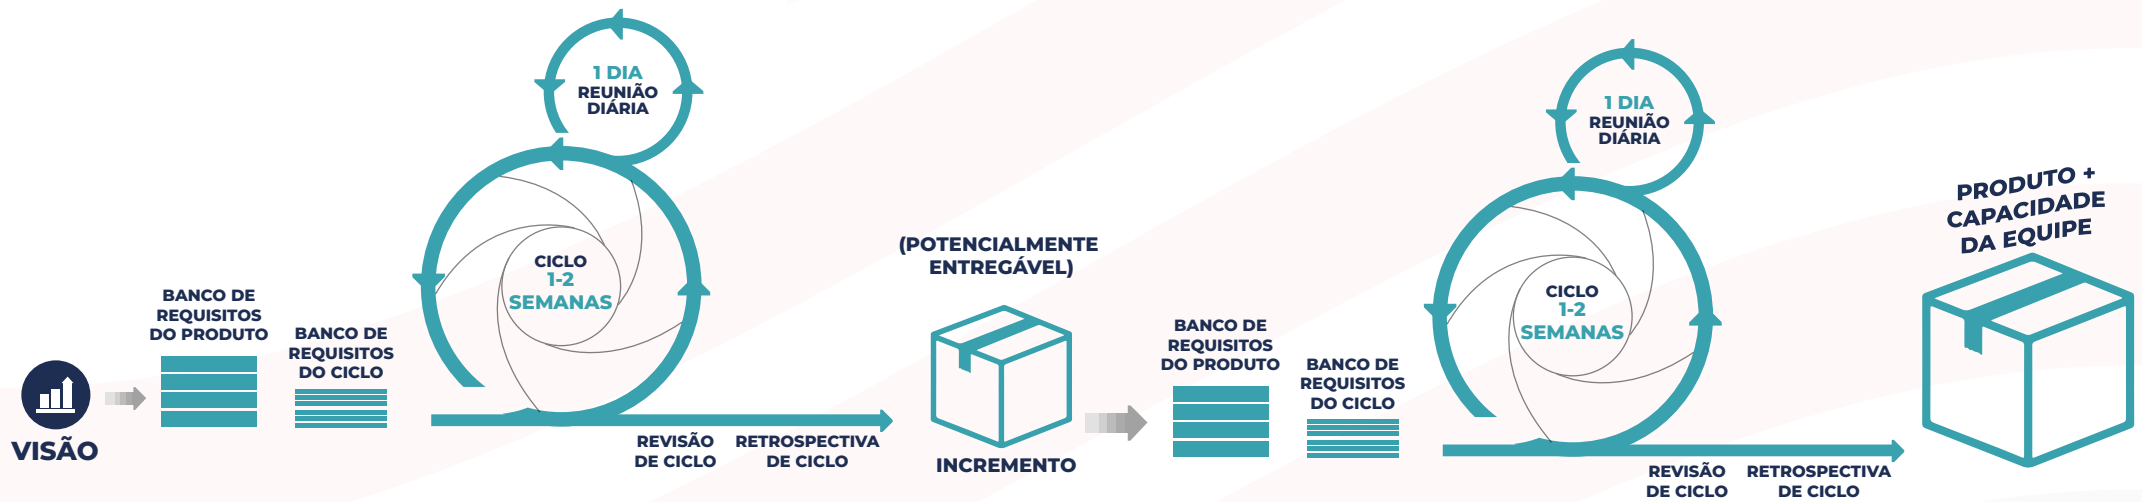 VISÃO
BANCO DE
REQUISITOS
DO PRODUTO
BANCO DE
REQUISITOS
DO CICLO
1 DIA
REUNIÃO
DIÁRIA
CICLO
1-2
SEMANAS
REVISÃO
DE CICLO
RETROSPECTIVA
DE CICLO
(POTENCIALMENTE
ENTREGÁVEL)
INCREMENTO
BANCO DE
REQUISITOS
DO PRODUTO
BANCO DE
REQUISITOS
DO CICLO
1 DIA
REUNIÃO
DIÁRIA
CICLO
1-2
SEMANAS
REVISÃO
DE CICLO
RETROSPECTIVA
DE CICLO
PRODUTO +
CAPACIDADE
DA EQUIPE